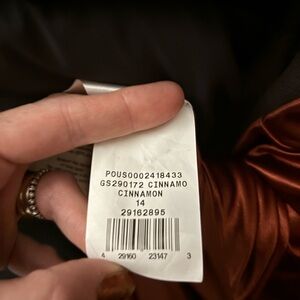 POUS0002418433
GS290172 CINNAMO
CINNAMON
14
29162895
4 29160 23147 3